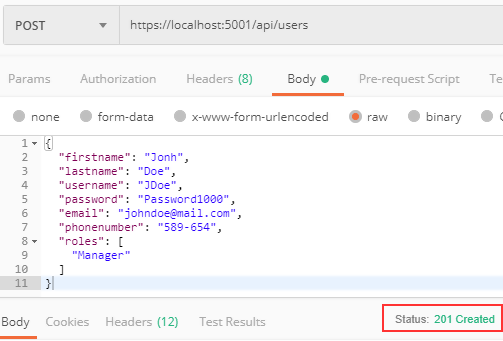 POST https://localhost:5001/api/users
Params Authorization Headers (8) Body Pre-request Script Te
none form-data x-www-form-urlencoded raw binary
1 {
2 "firstname": "Jonh",
3 "lastname": "Doe",
4 "username": "JDoe",
5 "password": "Password1000",
6 "email": "johndoe@mail.com",
7 "phonenumber": "589-654",
8 "roles": [
9 "Manager"
10 ]
11 }
Body Cookies Headers (12) Test Results Status: 201 Created